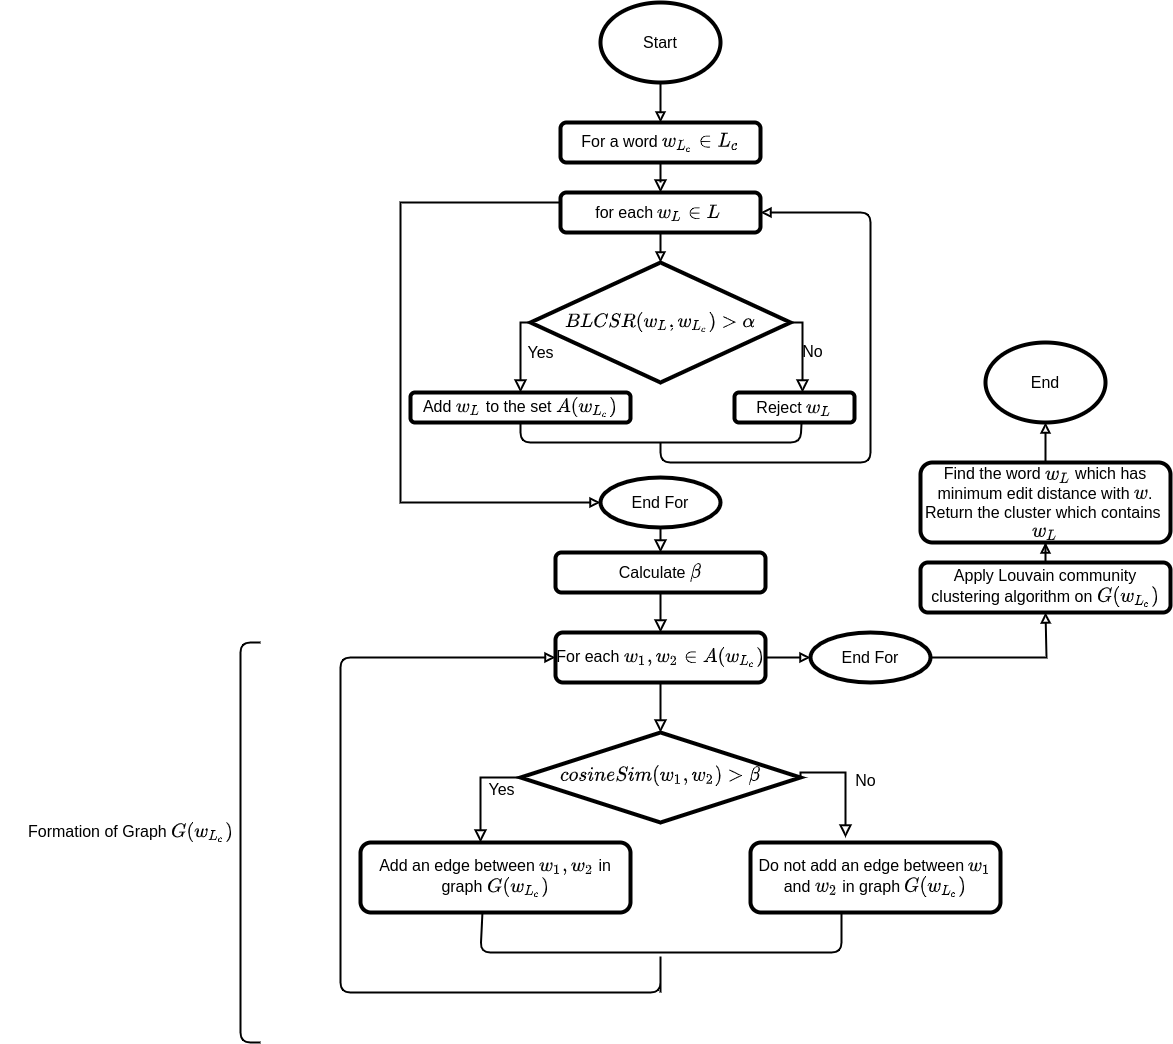 Start
For a word $w_{L_c} \in L_c$
for each $w_L \in L$
$BLCSR(w_L, w_{L_c}) > \alpha$
Yes
No
Add $w_L$ to the set $A(w_{L_c})$
Reject $w_L$
End For
Calculate $\beta$
For each $w_1, w_2 \in A(w_{L_c})$
End For
$cosineSim(w_1, w_2) > \beta$
Yes
No
Add an edge between $w_1, w_2$ in
graph $G(w_{L_c})$
Do not add an edge between $w_1$
and $w_2$ in graph $G(w_{L_c})$
Formation of Graph $G(w_{L_c})$
Apply Louvain community
clustering algorithm on $G(w_{L_c})$
Find the word $w_L$ which has
minimum edit distance with $w$.
Return the cluster which contains
$w_L$
End